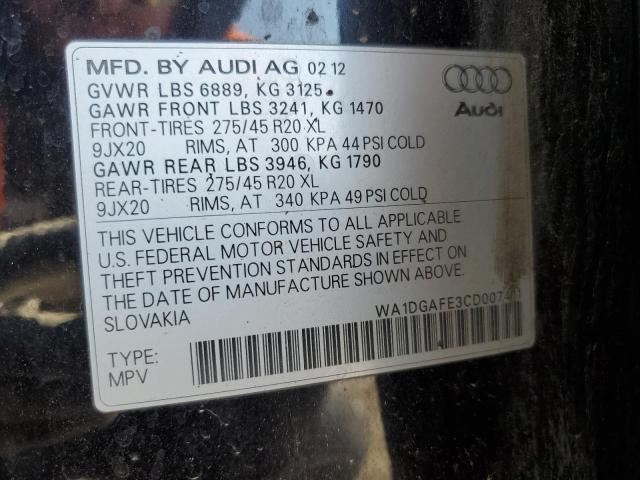 MFD. BY AUDI AG 02 12
GVWR LBS 6889, KG 3125
GAWR FRONT LBS 3241, KG 1470
FRONT-TIRES 275/45 R20 XL
9JX20 RIMS, AT 300 KPA 44 PSI COLD
GAWR REAR LBS 3946, KG 1790
REAR-TIRES 275/45 R20 XL
9JX20 RIMS, AT 340 KPA 49 PSI COLD
Audi
THIS VEHICLE CONFORMS TO ALL APPLICABLE
U.S. FEDERAL MOTOR VEHICLE SAFETY AND
THEFT PREVENTION STANDARDS IN EFFECT ON
THE DATE OF MANUFACTURE SHOWN ABOVE.
SLOVAKIA
TYPE:
MPV